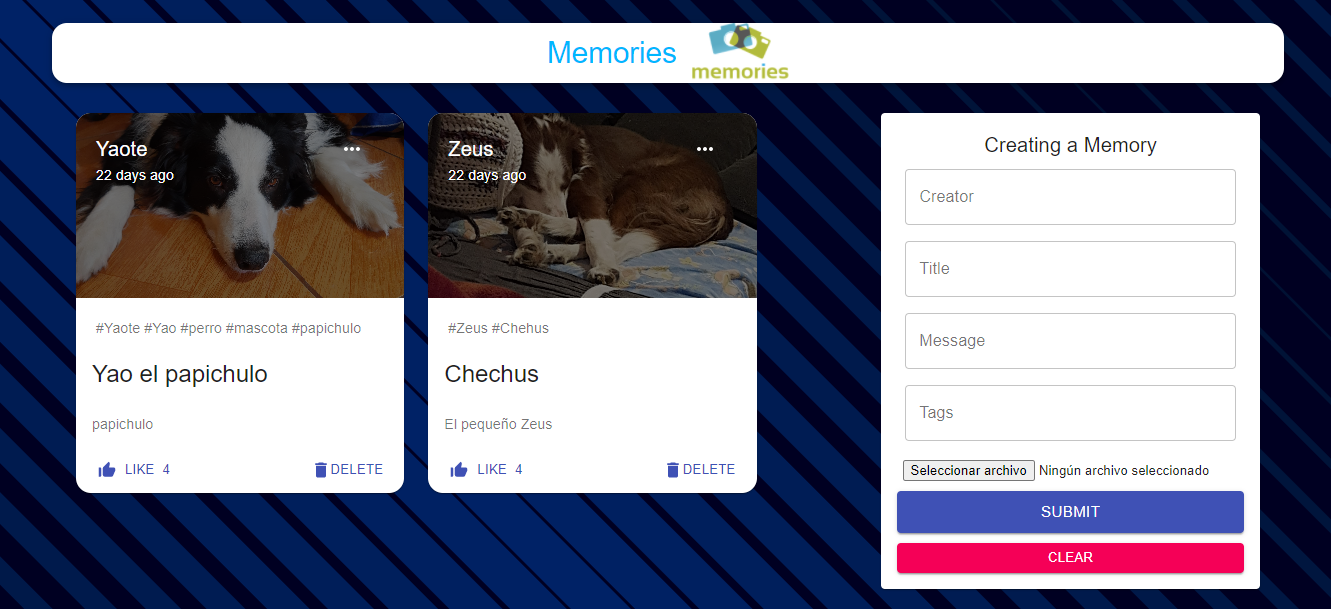 Memories
memories
Yaote
22 days ago
#Yaote #Yao #perro #mascota #papichulo
Yao el papichulo
papichulo
LIKE 4
DELETE
Zeus
22 days ago
#Zeus #Chehus
Chechus
El pequeño Zeus
LIKE 4
DELETE
Creating a Memory
Creator
Title
Message
Tags
Seleccionar archivo Ningún archivo seleccionado
SUBMIT
CLEAR